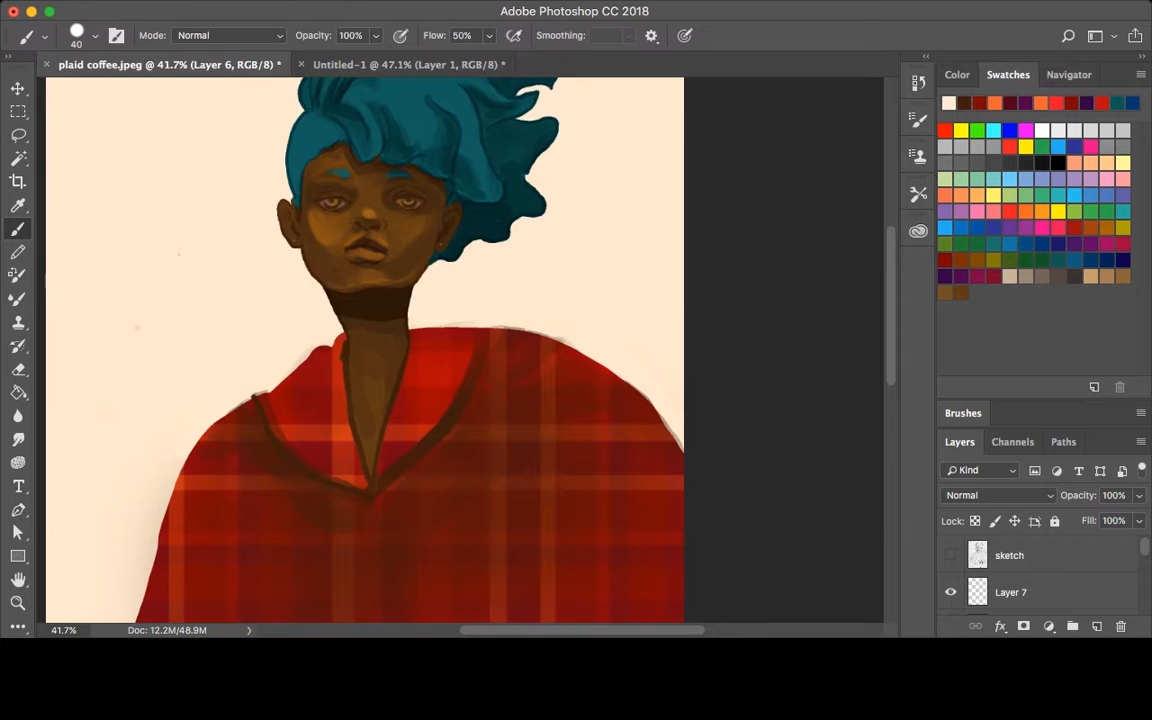 Adobe Photoshop CC 2018
40 Mode: Normal Opacity: 100% Flow: 50% Smoothing:
plaid coffee.jpeg @ 41.7% (Layer 6, RGB/8) * Untitled-1 @ 47.1% (Layer 1, RGB/8) *
Color Swatches Navigator
Brushes
Layers Channels Paths
Kind
Normal Opacity: 100%
Lock: Fill: 100%
sketch
Layer 7
41.7% Doc: 12.2M/48.9M